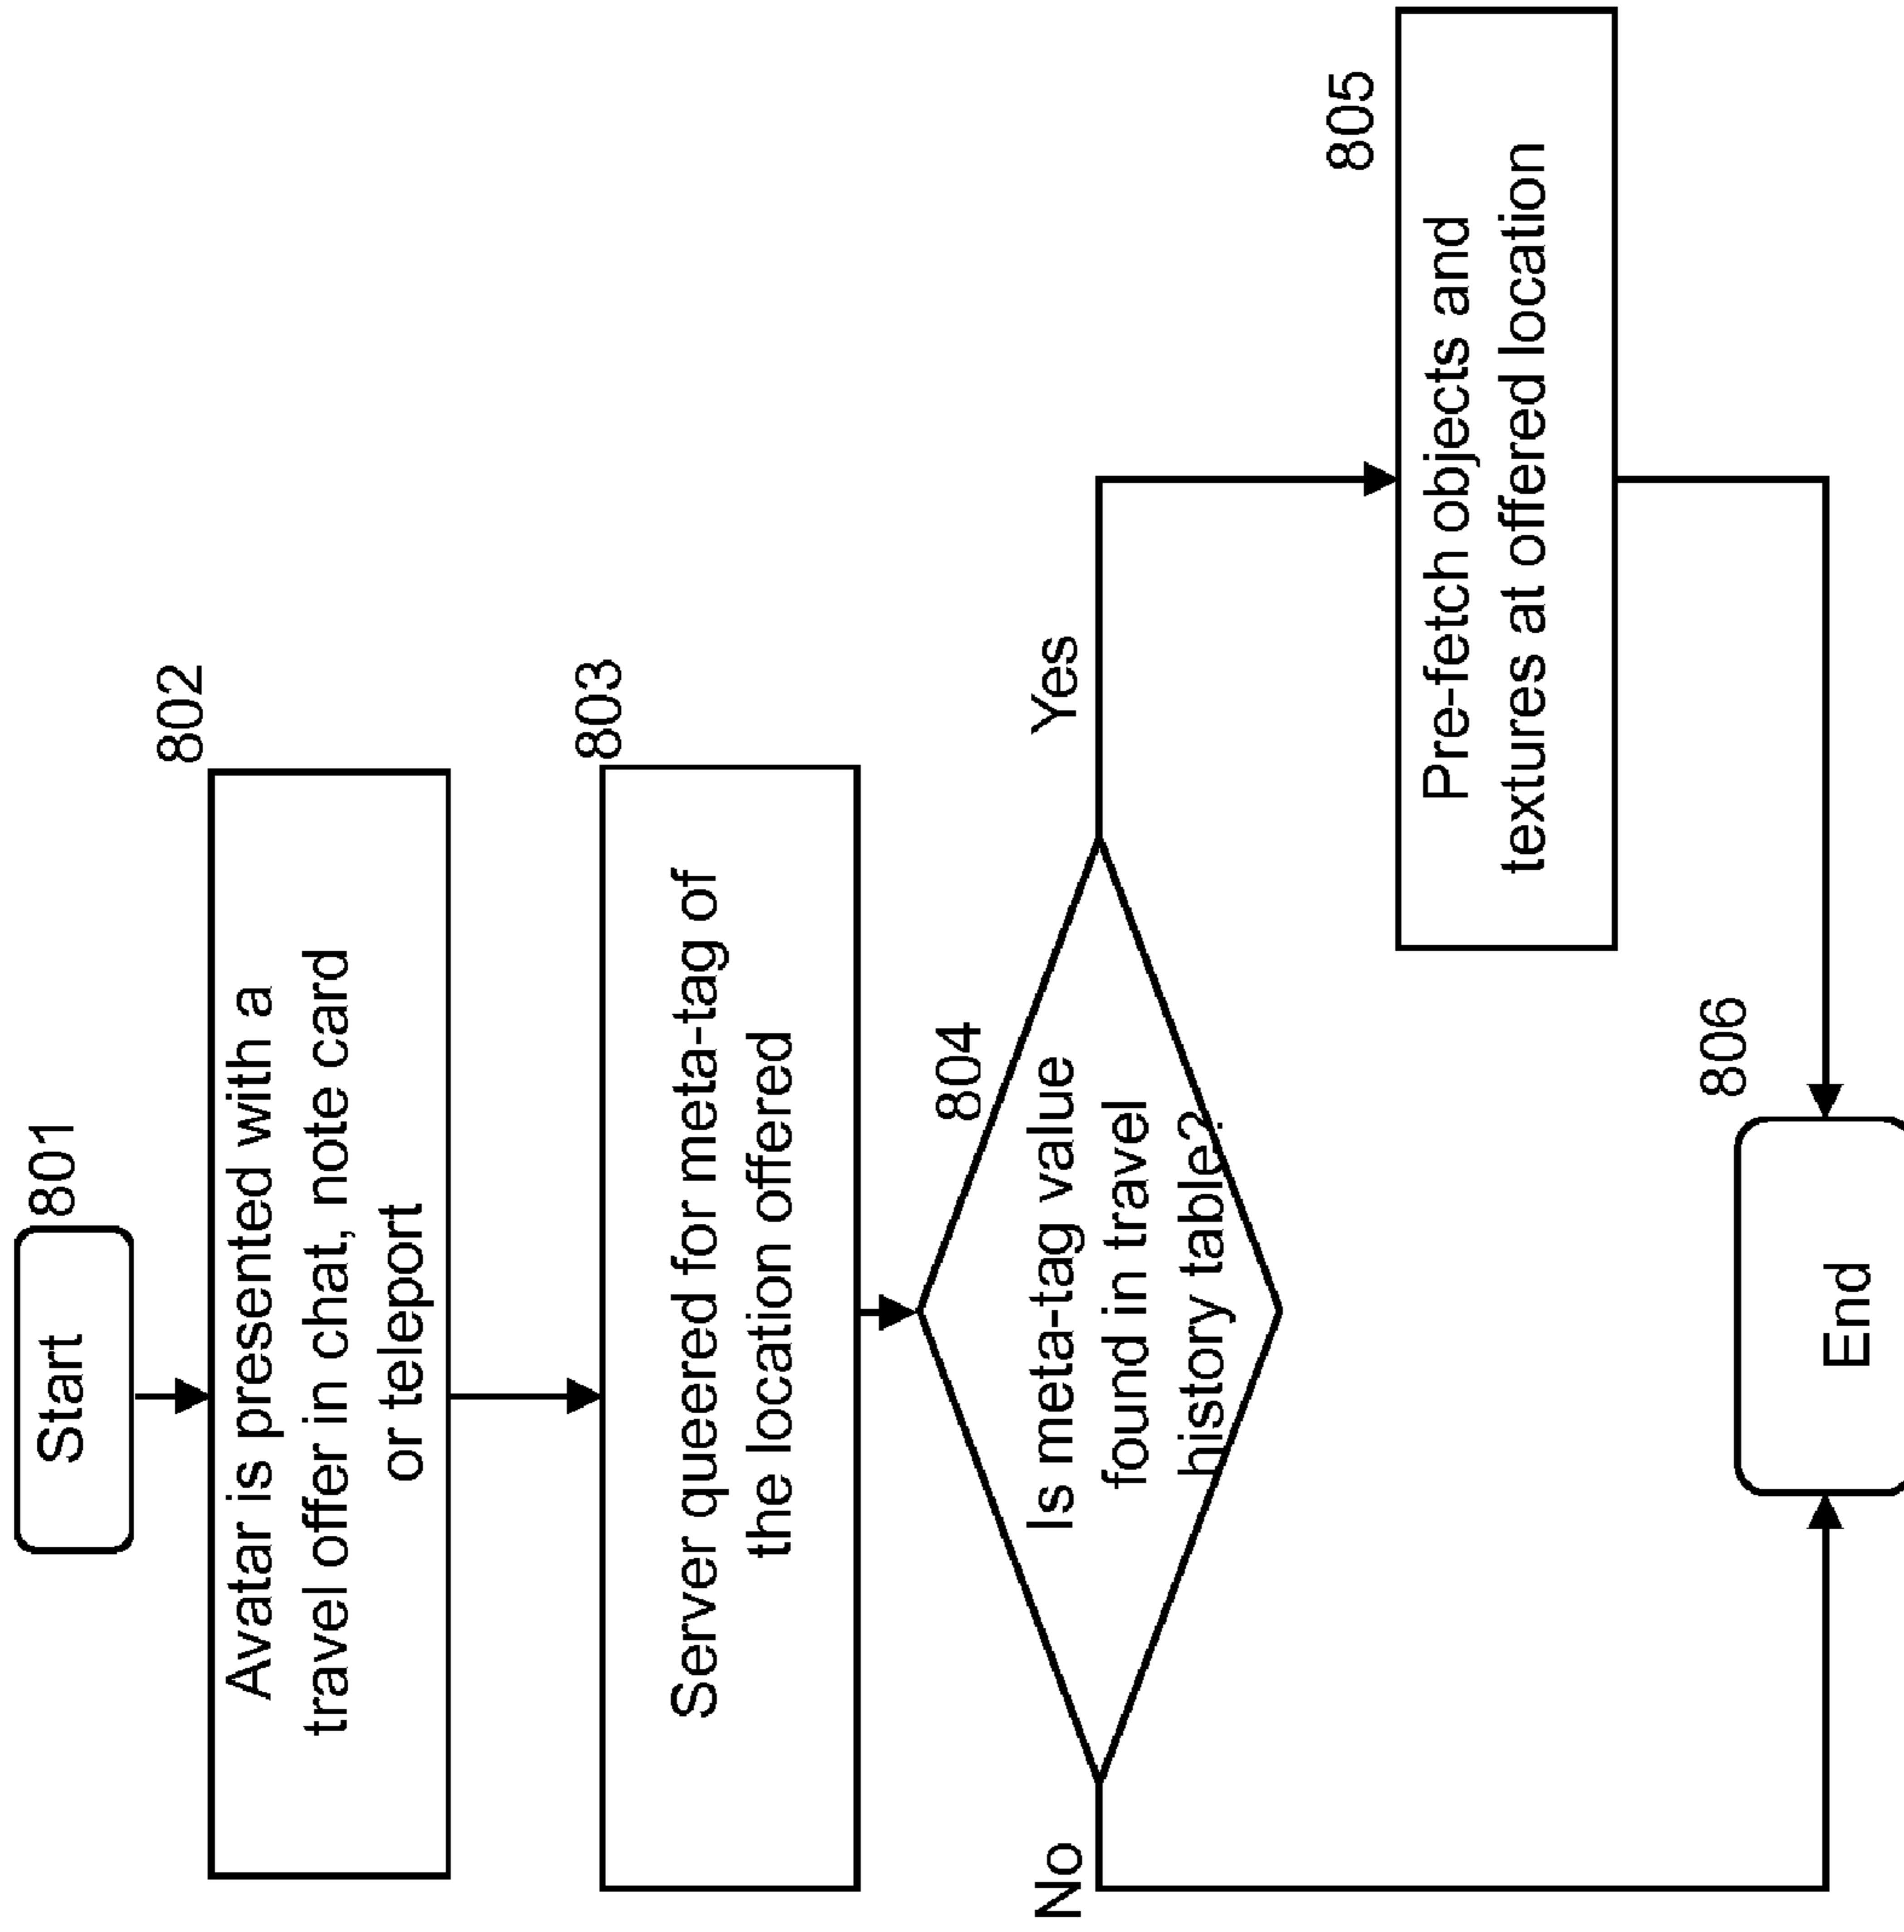 Start
801
802
Avatar is presented with a
travel offer in chat, note card
or teleport
803
Server queered for meta-tag of
the location offered
804
Is meta-tag value
found in travel
history table?
Yes
No
805
Pre-fetch objects and
textures at offered location
806
End